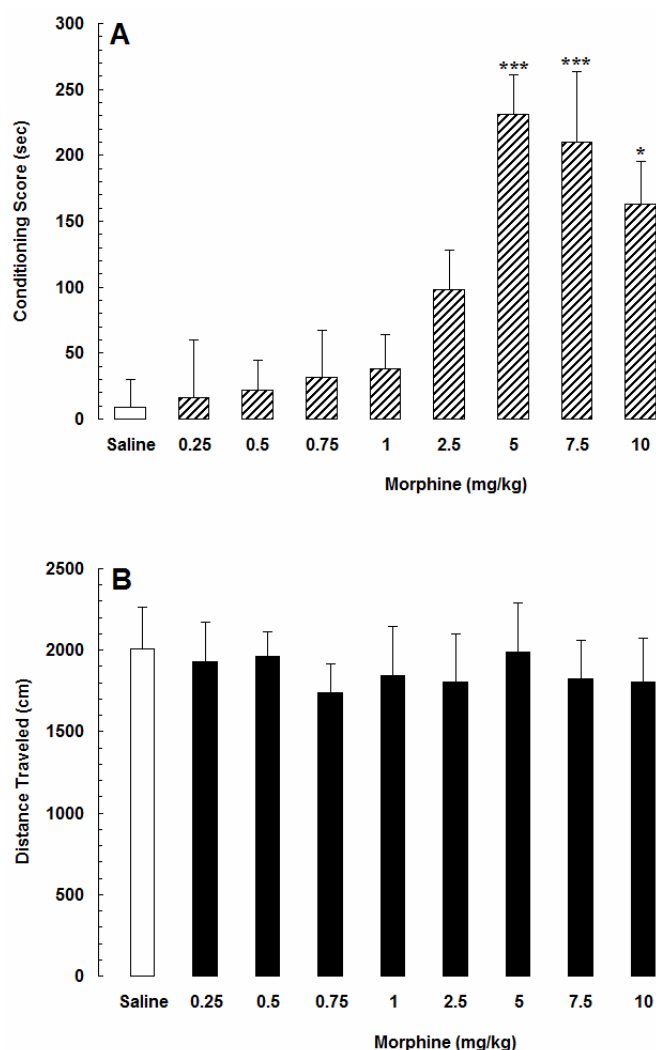 A
300
250
200
150
100
50
0
Conditioning Score (sec)
*** *** *
Saline 0.25 0.5 0.75 1 2.5 5 7.5 10
Morphine (mg/kg)
B
2500
2000
1500
1000
500
0
Distance Traveled (cm)
Saline 0.25 0.5 0.75 1 2.5 5 7.5 10
Morphine (mg/kg)